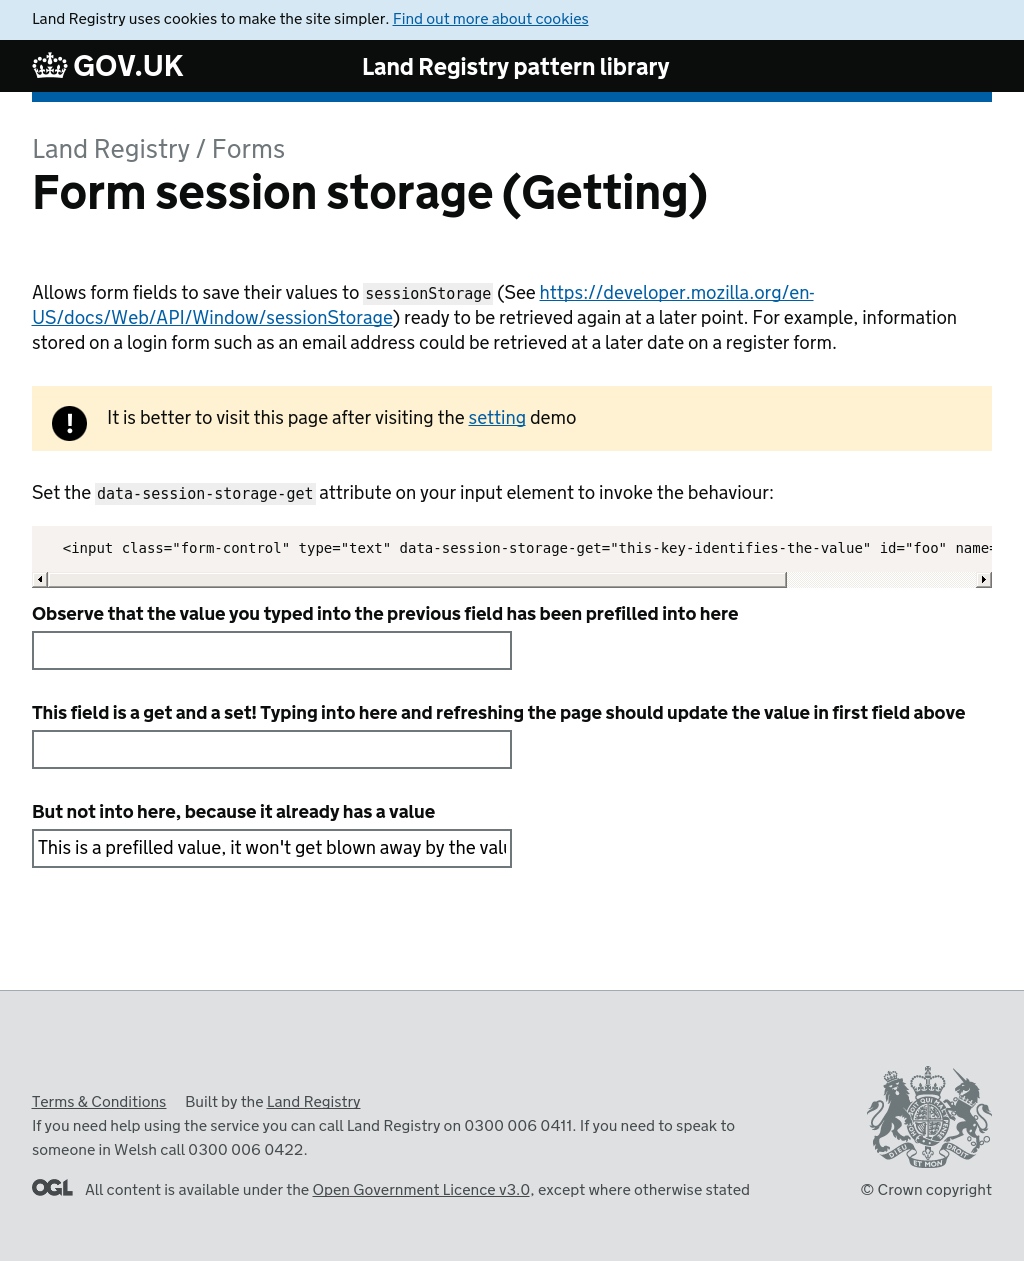 Land Registry uses cookies to make the site simpler. Find out more about cookies
GOV.UK
Land Registry pattern library
Land Registry / Forms
Form session storage (Getting)
Allows form fields to save their values to sessionStorage (See https://developer.mozilla.org/en-
US/docs/Web/API/Window/sessionStorage) ready to be retrieved again at a later point. For example, information
stored on a login form such as an email address could be retrieved at a later date on a register form.
It is better to visit this page after visiting the setting demo
Set the data-session-storage-get attribute on your input element to invoke the behaviour:
<input class="form-control" type="text" data-session-storage-get="this-key-identifies-the-value" id="foo" name=
Observe that the value you typed into the previous field has been prefilled into here
This field is a get and a set! Typing into here and refreshing the page should update the value in first field above
But not into here, because it already has a value
This is a prefilled value, it won't get blown away by the valu
Terms & Conditions Built by the Land Registry
If you need help using the service you can call Land Registry on 0300 006 0411. If you need to speak to
someone in Welsh call 0300 006 0422.
OGL All content is available under the Open Government Licence v3.0, except where otherwise stated
DIEU ET MON DROIT
© Crown copyright